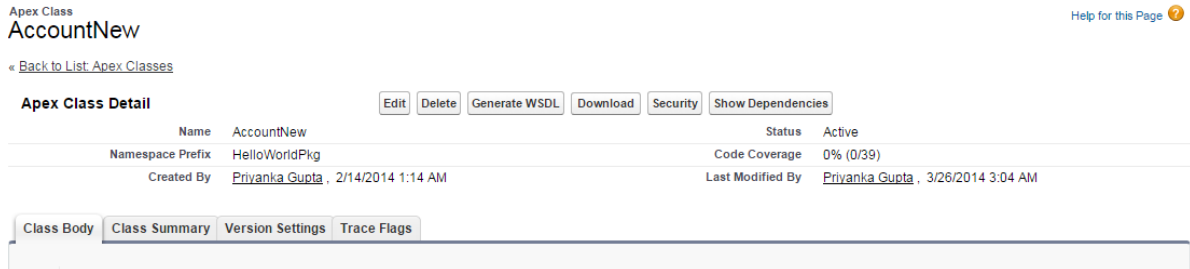 Apex Class
AccountNew
Help for this Page ?
« Back to List: Apex Classes
Apex Class Detail
Edit Delete Generate WSDL Download Security Show Dependencies
Name AccountNew Status Active
Namespace Prefix HelloWorldPkg Code Coverage 0% (0/39)
Created By Priyanka Gupta , 2/14/2014 1:14 AM Last Modified By Priyanka Gupta , 3/26/2014 3:04 AM
Class Body Class Summary Version Settings Trace Flags